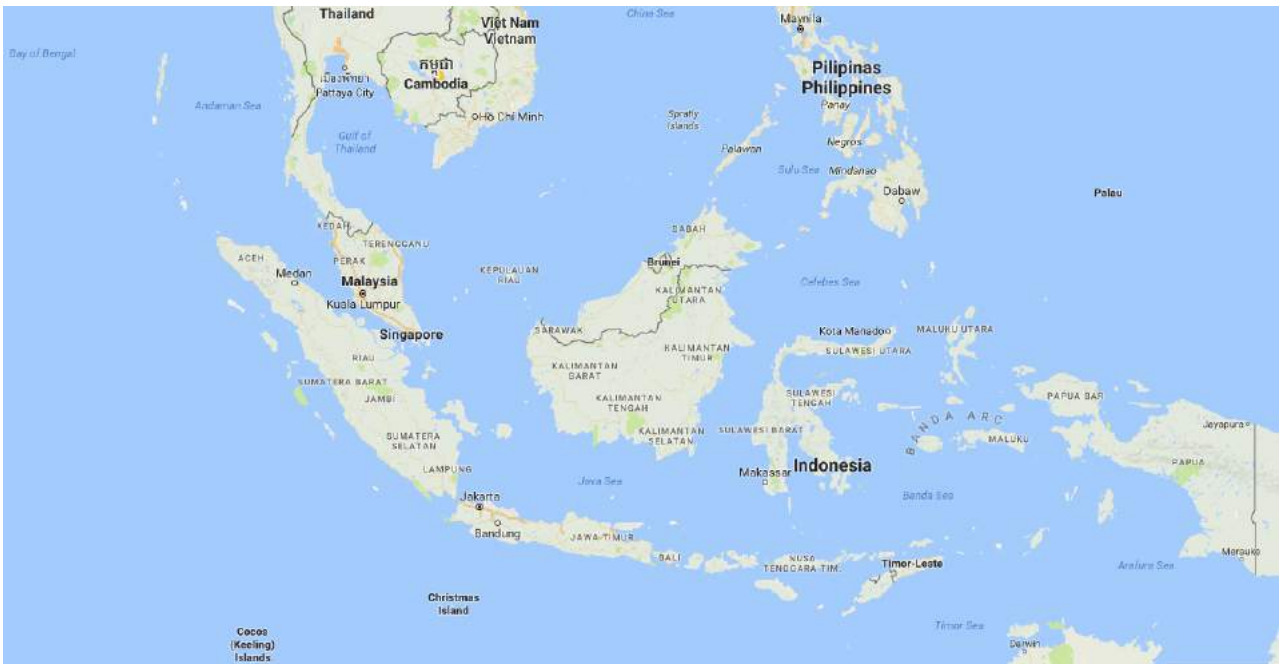 Thailand
Việt Nam
Vietnam
China Sea
Maynila
Bay of Bengal
កម្ពុជា
Cambodia
เมืองพัทยา
Pattaya City
Pilipinas
Philippines
Andaman Sea
Hồ Chí Minh
Spratly
Islands
Panay
Gulf of
Thailand
Palawan
Negros
Sulu Sea
Mindanao
Dabaw
Palau
KEDAH
TERENGGANU
SABAH
ACEH
PERAK
Brunei
Medan
Malaysia
KEPULAUAN
RIAU
Celebes Sea
Kuala Lumpur
KALIMANTAN
UTARA
Singapore
SARAWAK
Kota Manado
MALUKU UTARA
RIAU
KALIMANTAN
TIMUR
SULAWESI UTARA
KALIMANTAN
BARAT
SUMATERA BARAT
JAMBI
SULAWESI
TENGAH
PAPUA BAR
KALIMANTAN
TENGAH
BANDA ARC
Jayapura
SUMATERA
SELATAN
KALIMANTAN
SELATAN
SULAWESI BARAT
MALUKU
LAMPUNG
Makassar
Indonesia
PAPUA
Java Sea
Banda Sea
Jakarta
Bandung
JAWA TIMUR
BALI
NUSA
TENGGARA TIM.
Timor-Leste
Merauke
Arafura Sea
Christmas
Island
Timor Sea
Cocos
(Keeling)
Islands
Darwin